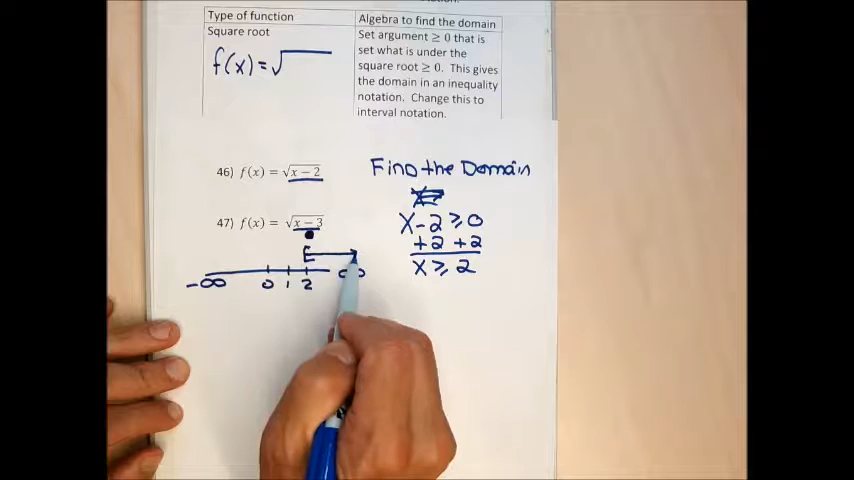 notation.
Type of function
Algebra to find the domain
Square root
Set argument ≥ 0 that is
set what is under the
square root ≥ 0. This gives
the domain in an inequality
notation. Change this to
interval notation.
f(x) = √
46) f(x) = √x − 2
Find the Domain
47) f(x) = √x − 3
x - 2 ≥ 0
+2 +2
x ≥ 2
-∞ 0 1 2 ∞